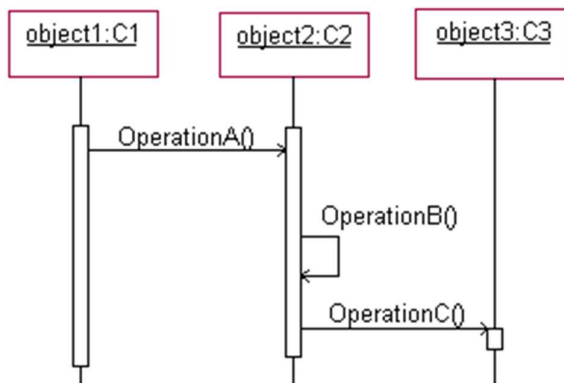 object1:C1
object2:C2
object3:C3
OperationA()
OperationB()
OperationC()